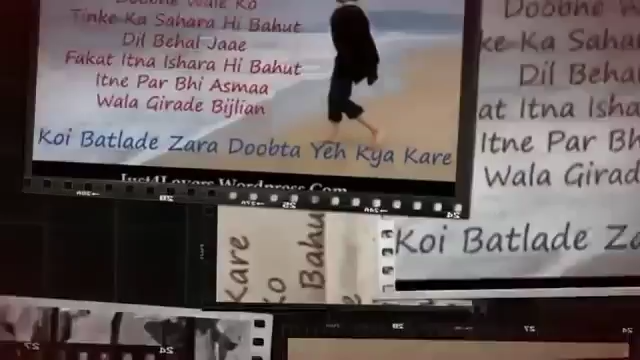 Doobne Wale Ko
Tinke Ka Sahara Hi Bahut
Dil Behal Jaae
Fakat Itna Ishara Hi Bahut
Itne Par Bhi Asmaa
Wala Girade Bijlian
Koi Batlade Zara Doobta Yeh Kya Kare
Just4Lovers.Wordpress.Com
Doobne W
ke Ka Sahar
Dil Behal
at Itna Isha
Itne Par Bh
Wala Girad
Koi Batlade Za
Kare
Ko
Bahu